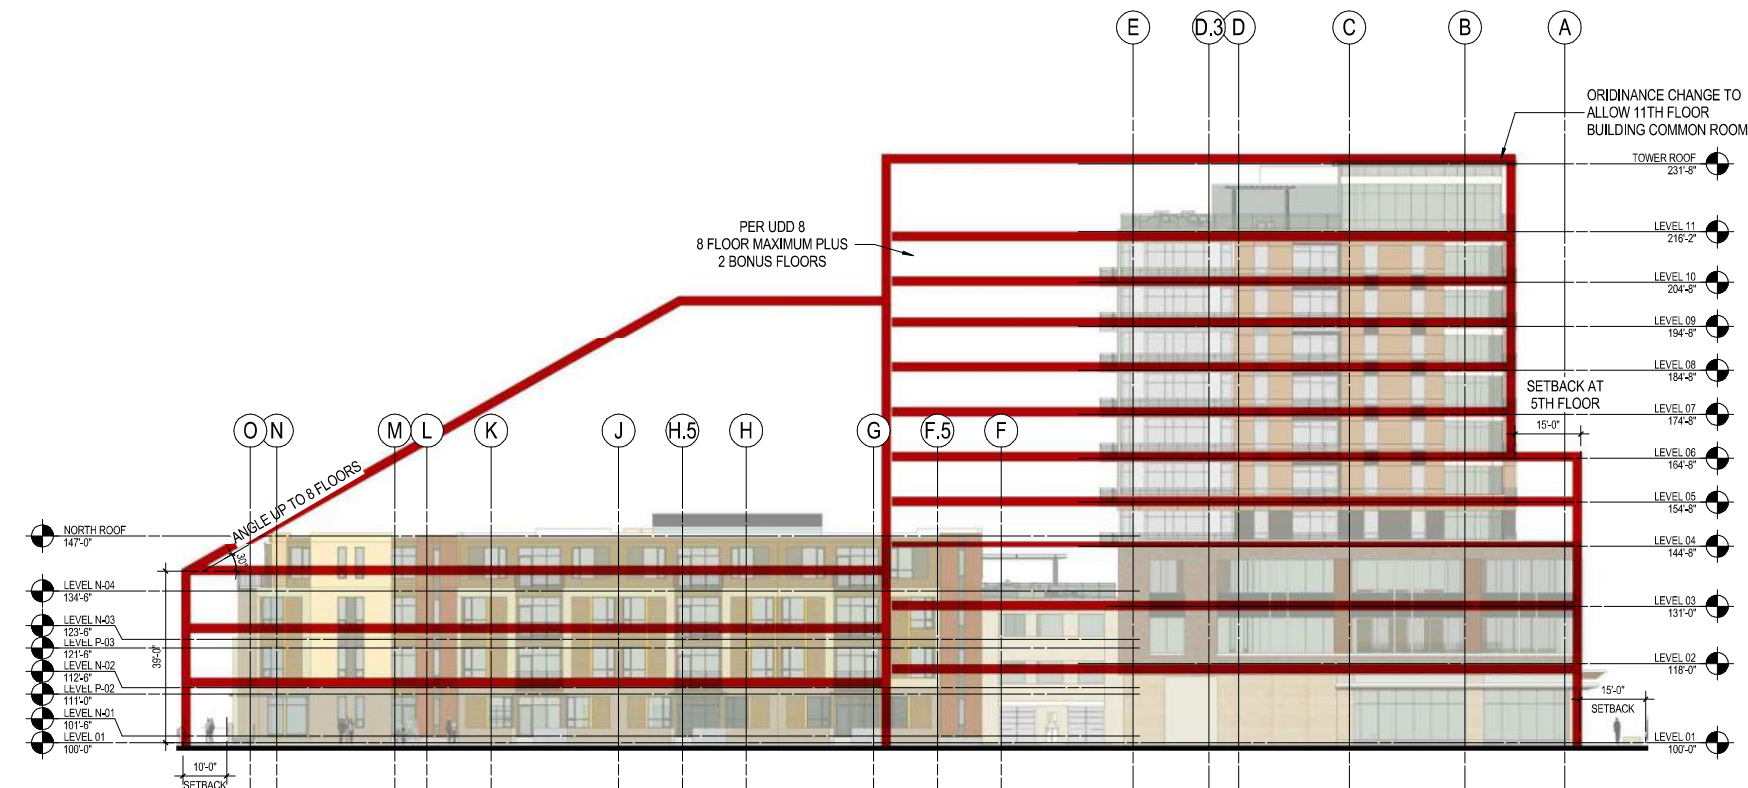 E D.3 D C B A
ORIDINANCE CHANGE TO
ALLOW 11TH FLOOR
BUILDING COMMON ROOM
TOWER ROOF
231'-8"
PER UDD 8
8 FLOOR MAXIMUM PLUS
2 BONUS FLOORS
LEVEL 11
216'-2"
LEVEL 10
204'-8"
LEVEL 09
194'-8"
LEVEL 08
184'-8"
SETBACK AT
5TH FLOOR
15'-0"
LEVEL 07
174'-8"
O N M L K J H.5 H G F.5 F
LEVEL 06
164'-8"
ANGLE UP TO 8 FLOORS
30°
LEVEL 05
154'-8"
NORTH ROOF
147'-0"
LEVEL 04
144'-8"
LEVEL N-04
134'-6"
LEVEL 03
131'-0"
LEVEL N-03
123'-6"
LEVEL P-03
121'-6"
39'-0"
LEVEL 02
118'-0"
LEVEL N-02
112'-6"
LEVEL P-02
111'-0"
15'-0"
SETBACK
LEVEL N-01
101'-6"
LEVEL 01
100'-0"
LEVEL 01
100'-0"
10'-0"
SETBACK